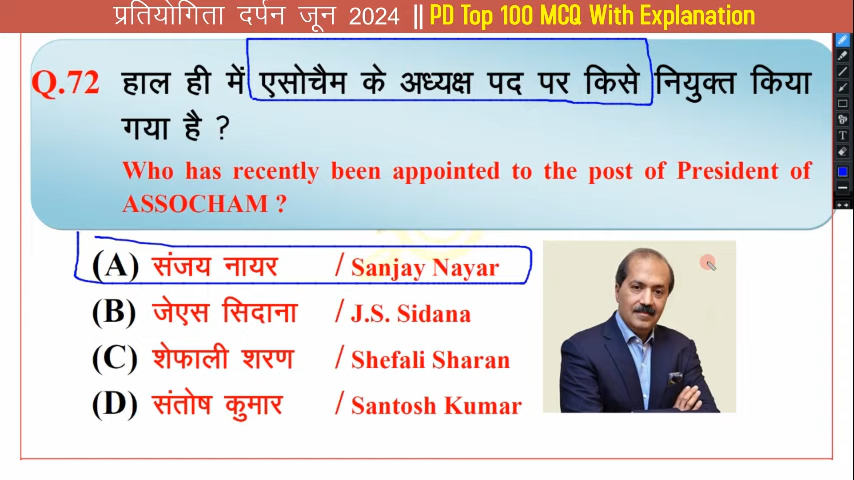 प्रतियोगिता दर्पन जून 2024 || PD Top 100 MCQ With Explanation
Q.72 हाल ही में एसोचैम के अध्यक्ष पद पर किसे नियुक्त किया
गया है ?
Who has recently been appointed to the post of President of
ASSOCHAM ?
(A) संजय नायर / Sanjay Nayar
(B) जेएस सिदाना / J.S. Sidana
(C) शेफाली शरण / Shefali Sharan
(D) संतोष कुमार / Santosh Kumar